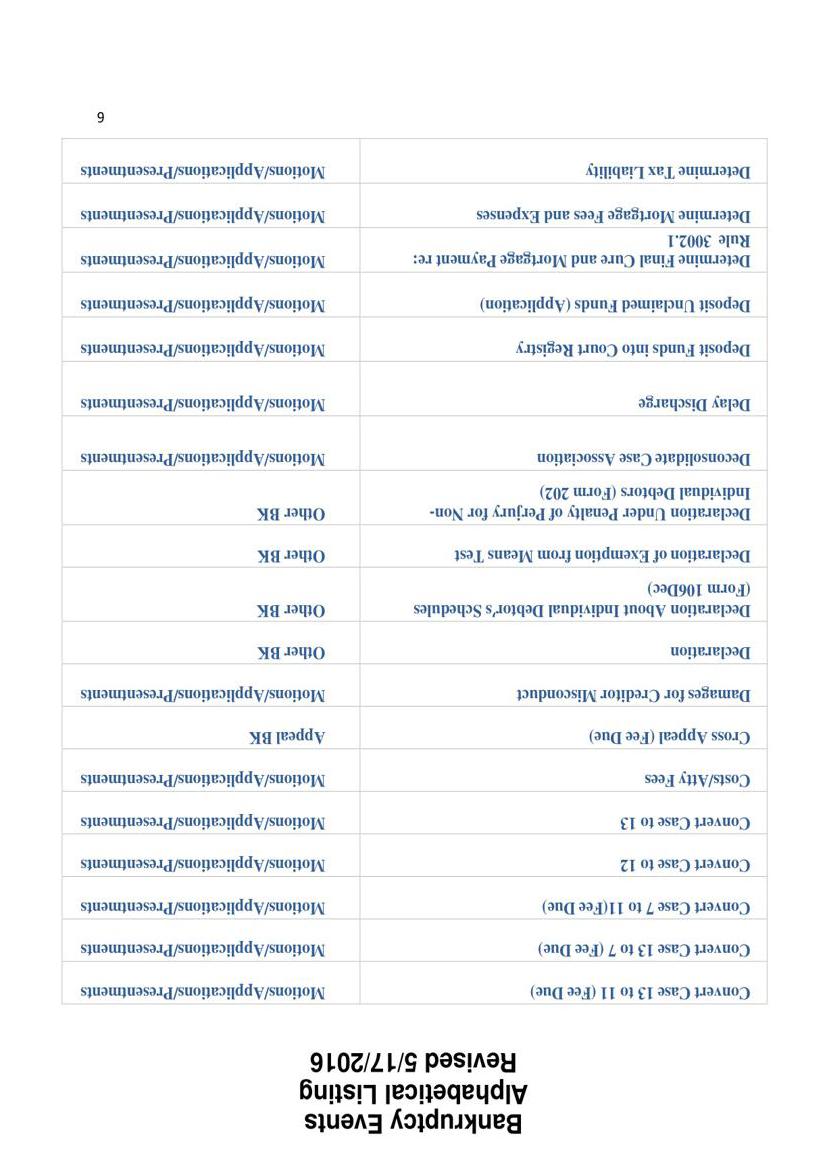 Bankruptcy Events
Alphabetical Listing
Revised 5/17/2016
Convert Case 13 to 11 (Fee Due) Motions/Applications/Presentments
Convert Case 13 to 7 (Fee Due) Motions/Applications/Presentments
Convert Case 7 to 11(Fee Due) Motions/Applications/Presentments
Convert Case to 12 Motions/Applications/Presentments
Convert Case to 13 Motions/Applications/Presentments
Costs/Atty Fees Motions/Applications/Presentments
Cross Appeal (Fee Due) Appeal BK
Damages for Creditor Misconduct Motions/Applications/Presentments
Declaration Other BK
Declaration About Individual Debtor's Schedules Other BK
(Form 106Dec)
Declaration of Exemption from Means Test Other BK
Declaration Under Penalty of Perjury for Non- Other BK
Individual Debtors (Form 202)
Deconsolidate Case Association Motions/Applications/Presentments
Delay Discharge Motions/Applications/Presentments
Deposit Funds into Court Registry Motions/Applications/Presentments
Deposit Unclaimed Funds (Application) Motions/Applications/Presentments
Determine Final Cure and Mortgage Payment re: Motions/Applications/Presentments
Rule 3002.1
Determine Mortgage Fees and Expenses Motions/Applications/Presentments
Determine Tax Liability Motions/Applications/Presentments
6